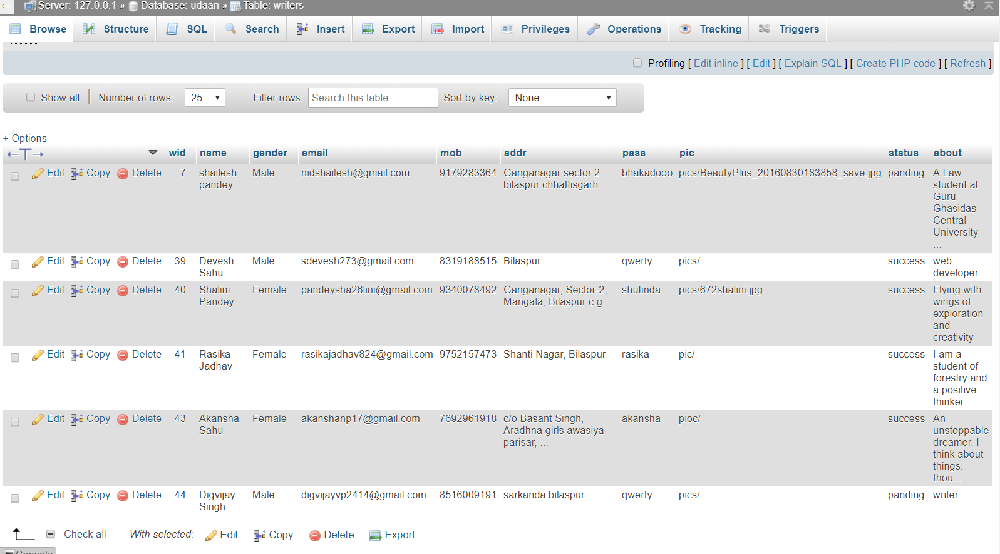 Server: 127.0.0.1 » Database: udaan » Table: writers
Browse Structure SQL Search Insert Export Import Privileges Operations Tracking Triggers
Profiling [ Edit inline ] [ Edit ] [ Explain SQL ] [ Create PHP code ] [ Refresh ]
Show all Number of rows: 25 Filter rows: Search this table Sort by key: None
+ Options
←T→ wid name gender email mob addr pass pic status about
Edit Copy Delete 7 shailesh Male nidshailesh@gmail.com 9179283364 Ganganagar sector 2 bhakadooo pics/BeautyPlus_20160830183858_save.jpg panding A Law
pandey bilaspur chhattisgarh student at
Guru
Ghasidas
Central
University
...
Edit Copy Delete 39 Devesh Male sdevesh273@gmail.com 8319188515 Bilaspur qwerty pics/ success web
Sahu developer
Edit Copy Delete 40 Shalini Female pandeysha26lini@gmail.com 9340078492 Ganganagar, Sector-2, shutinda pics/672shalini.jpg success Flying with
Pandey Mangala, Bilaspur c.g. wings of
exploration
and
creativity
Edit Copy Delete 41 Rasika Female rasikajadhav824@gmail.com 9752157473 Shanti Nagar, Bilaspur rasika pic/ success I am a
Jadhav student of
forestry and
a positive
thinker ...
Edit Copy Delete 43 Akansha Female akanshanp17@gmail.com 7692961918 c/o Basant Singh, akansha pioc/ success An
Sahu Aradhna girls awasiya unstoppable
parisar, ... dreamer. I
think about
things,
thou...
Edit Copy Delete 44 Digvijay Male digvijayvp2414@gmail.com 8516009191 sarkanda bilaspur qwerty pics/ panding writer
Singh
Check all With selected: Edit Copy Delete Export
Console